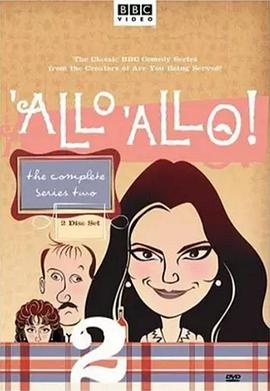 BBC
VIDEO
The Classic BBC Comedy Series
from the Creators of Are You Being Served?
'ALLO 'ALLO!
the complete
series two
2 Disc Set
2
DVD